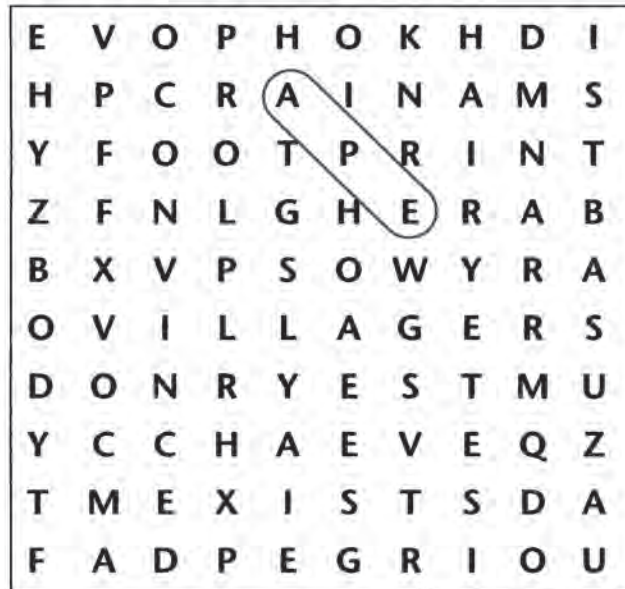 E V O P H O K H D I
H P C R A I N A M S
Y F O O T P R I N T
Z F N L G H E R A B
B X V P S O W Y R A
O V I L L A G E R S
D O N R Y E S T M U
Y C C H A E V E Q Z
T M E X I S T S D A
F A D P E G R I O U